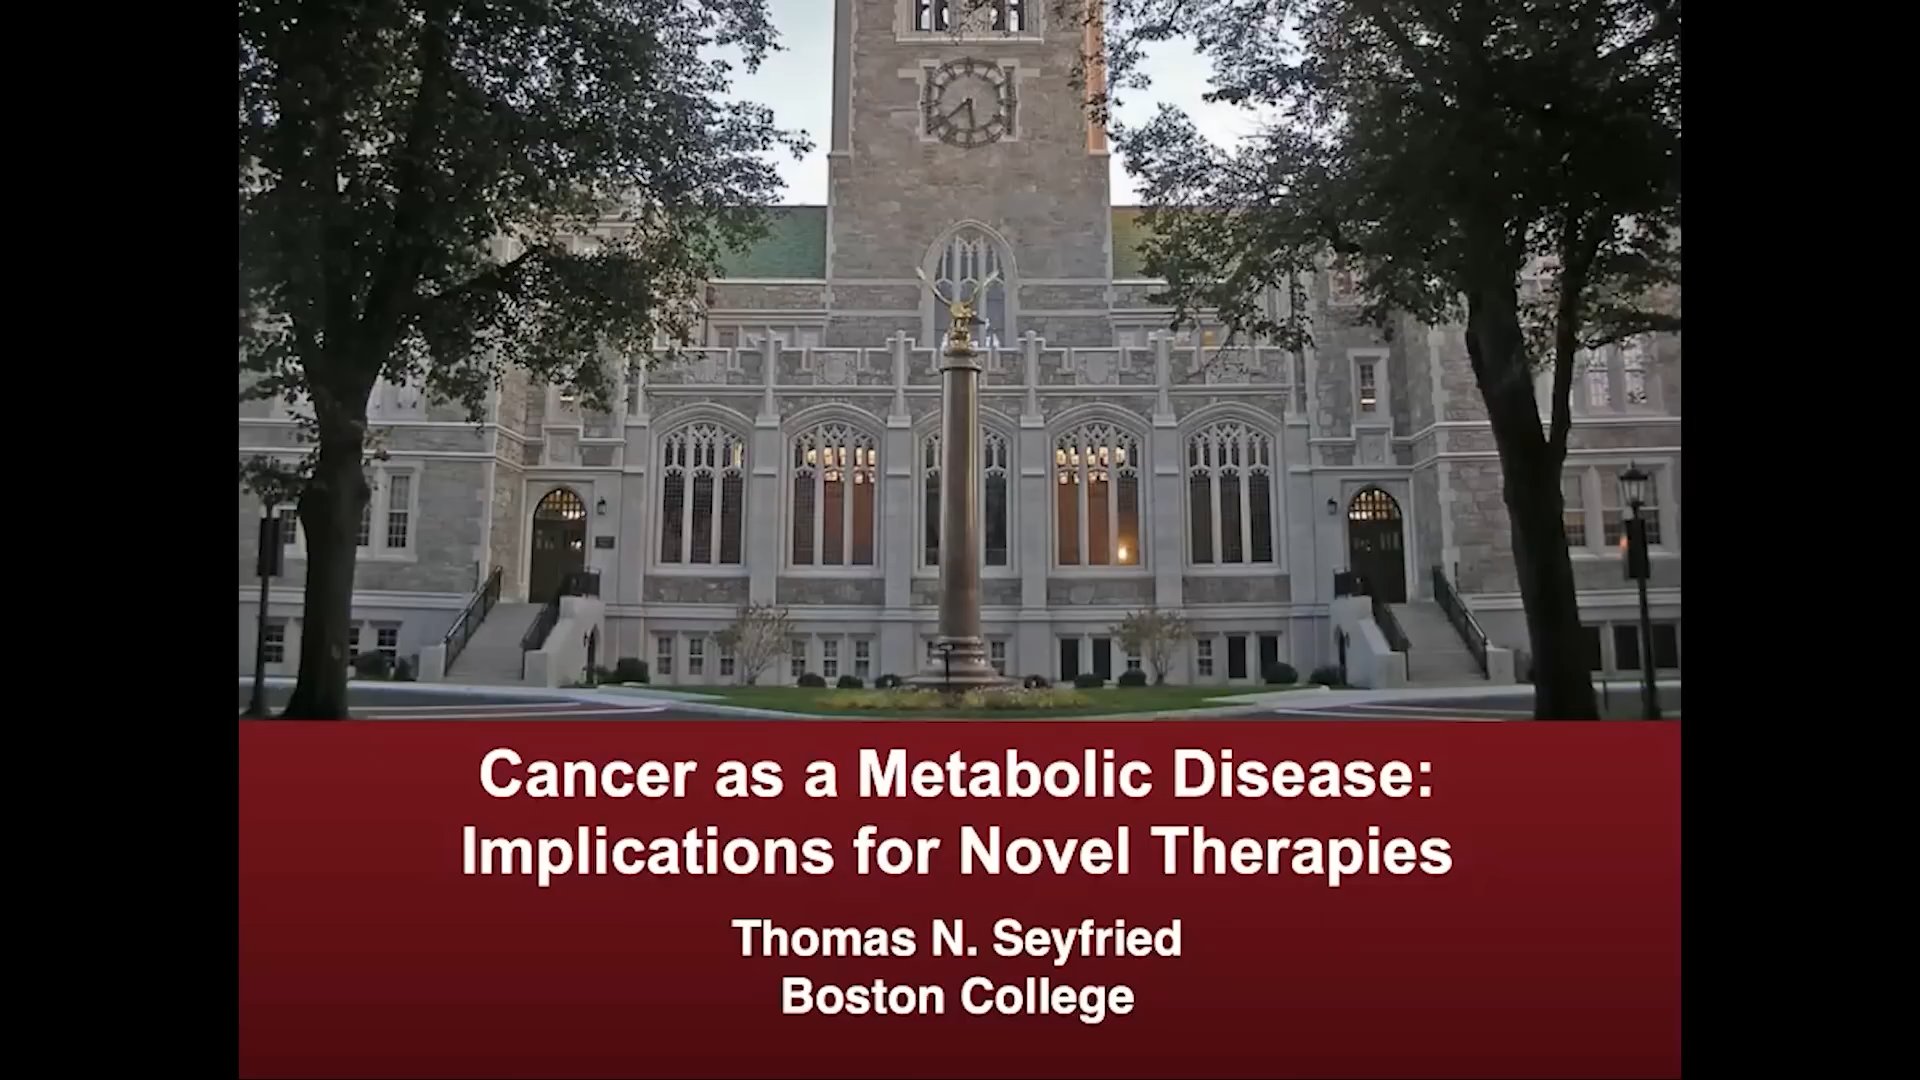 Cancer as a Metabolic Disease:
Implications for Novel Therapies
Thomas N. Seyfried
Boston College